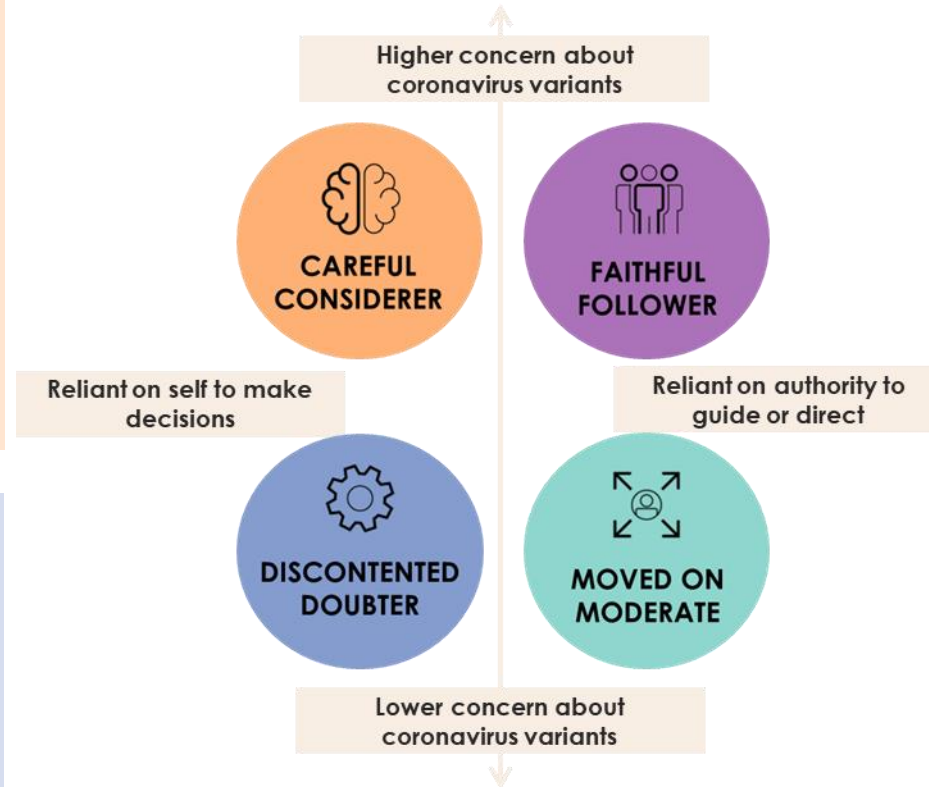 Higher concern about
coronavirus variants
CAREFUL
CONSIDERER
FAITHFUL
FOLLOWER
Reliant on self to make
decisions
Reliant on authority to
guide or direct
DISCONTENTED
DOUBTER
MOVED ON
MODERATE
Lower concern about
coronavirus variants